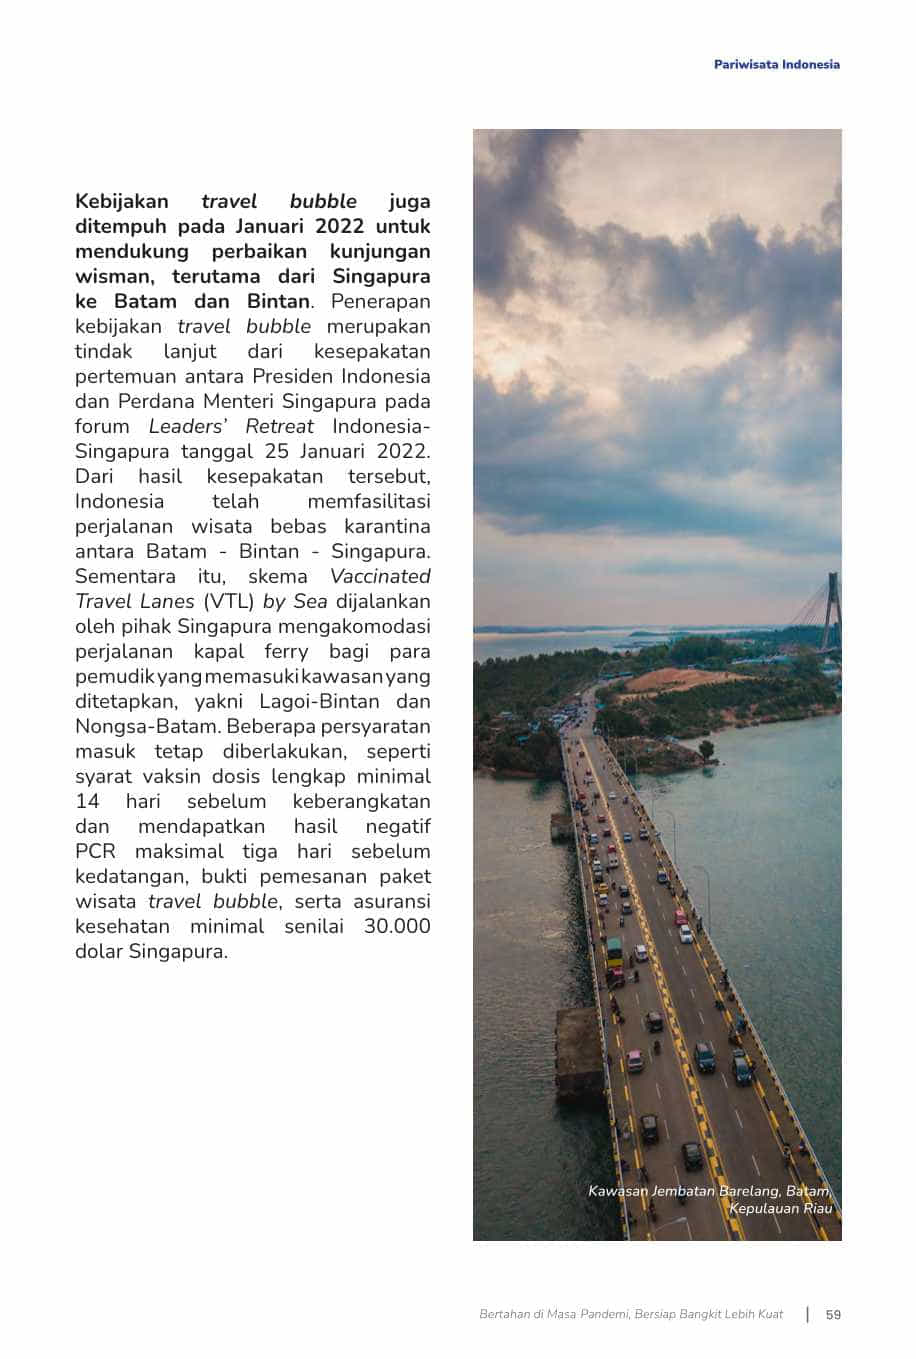 Pariwisata Indonesia
Kebijakan travel bubble juga
ditempuh pada Januari 2022 untuk
mendukung perbaikan kunjungan
wisman, terutama dari Singapura
ke Batam dan Bintan. Penerapan
kebijakan travel bubble merupakan
tindak lanjut dari kesepakatan
pertemuan antara Presiden Indonesia
dan Perdana Menteri Singapura pada
forum Leaders’ Retreat Indonesia-
Singapura tanggal 25 Januari 2022.
Dari hasil kesepakatan tersebut,
Indonesia telah memfasilitasi
perjalanan wisata bebas karantina
antara Batam - Bintan - Singapura.
Sementara itu, skema Vaccinated
Travel Lanes (VTL) by Sea dijalankan
oleh pihak Singapura mengakomodasi
perjalanan kapal ferry bagi para
pemudik yang memasuki kawasan yang
ditetapkan, yakni Lagoi-Bintan dan
Nongsa-Batam. Beberapa persyaratan
masuk tetap diberlakukan, seperti
syarat vaksin dosis lengkap minimal
14 hari sebelum keberangkatan
dan mendapatkan hasil negatif
PCR maksimal tiga hari sebelum
kedatangan, bukti pemesanan paket
wisata travel bubble, serta asuransi
kesehatan minimal senilai 30.000
dolar Singapura.
Kawasan Jembatan Barelang, Batam,
Kepulauan Riau
Bertahan di Masa Pandemi, Bersiap Bangkit Lebih Kuat | 59